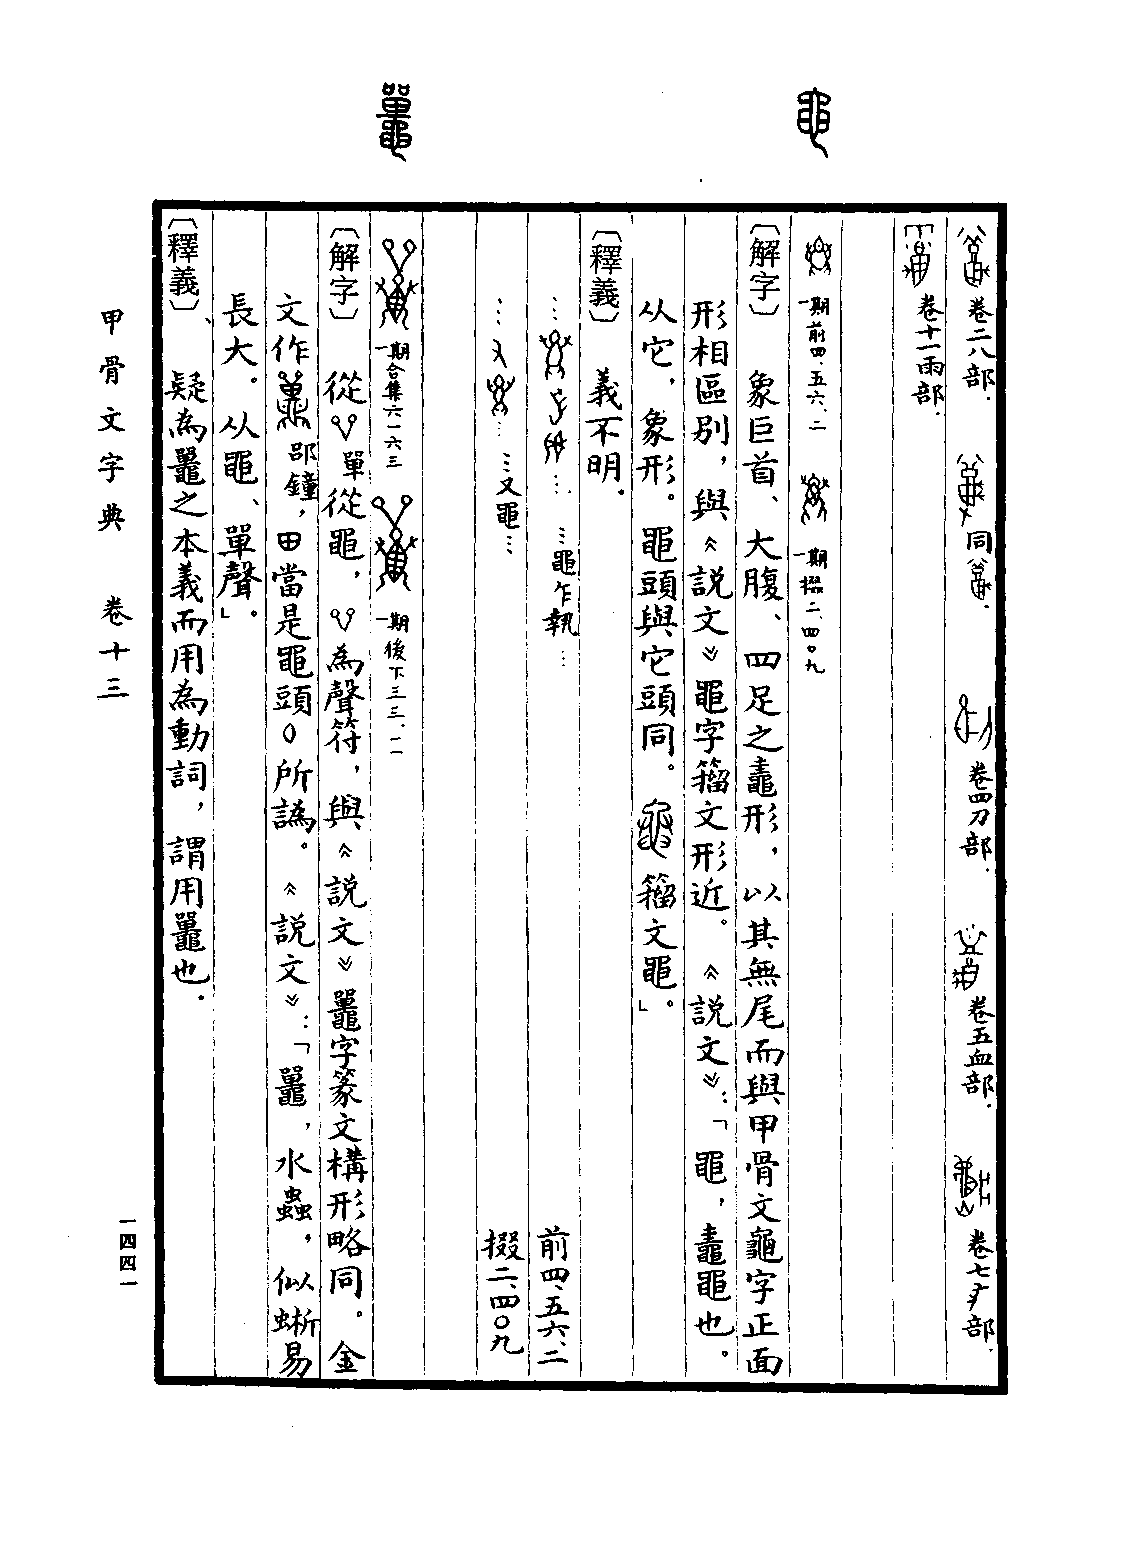 卷二八部．　同　．　卷四刀部．　卷五血部．　卷七疒部．
卷十一雨部．
黽
一期前四、五六、二　一期掇二、四〇九
〔解字〕　象巨首、大腹、四足之鼃形，以其無尾而與甲骨文龜字正面
形相區別，與《說文》黽字籀文形近。《說文》：「黽，鼃黽也。
从它，象形。黽頭與它頭同。籀文黽。」
〔釋義〕　義不明．
…　…　…黽乍執…　前四、五六、二
…　…　…又黽…　掇二、四〇九
鼉
一期合集六一六三　一期後下三三、一一
〔解字〕　從單從黽，為聲符，與《說文》鼉字篆文構形略同。金
文作　郘鐘，田當是黽頭所譌。《說文》：「鼉，水蟲，似蜥易
長大。从黽、單聲。」
〔釋義〕　疑為鼉之本義而用為動詞，謂用鼉也．
甲骨文字典　卷十三
一四四一